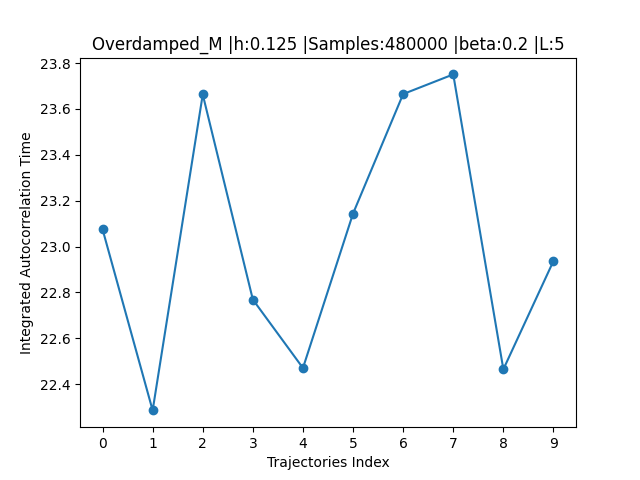 Overdamped_M |h:0.125 |Samples:480000 |beta:0.2 |L:5
Integrated Autocorrelation Time
23.8
23.6
23.4
23.2
23.0
22.8
22.6
22.4
0 1 2 3 4 5 6 7 8 9
Trajectories Index